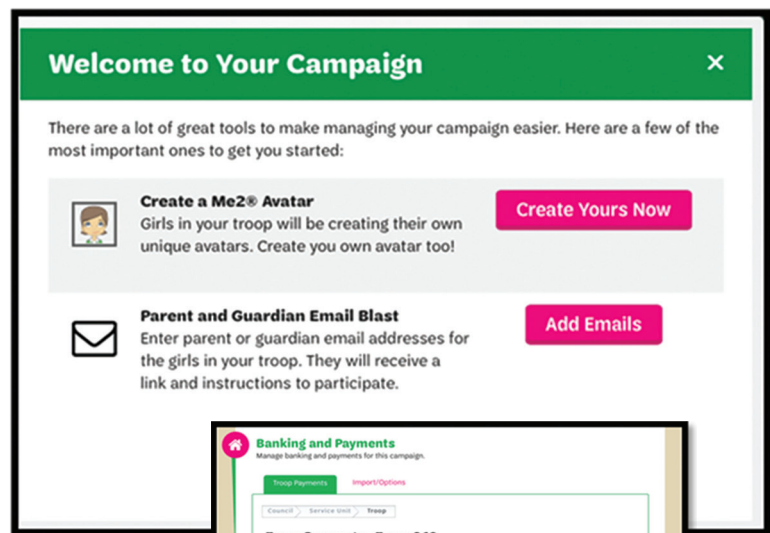 Welcome to Your Campaign ×
There are a lot of great tools to make managing your campaign easier. Here are a few of the
most important ones to get you started:
Create a Me2® Avatar
Girls in your troop will be creating their own
unique avatars. Create you own avatar too!
Create Yours Now
Parent and Guardian Email Blast
Enter parent or guardian email addresses for
the girls in your troop. They will receive a
link and instructions to participate.
Add Emails
Banking and Payments
Manage banking and payments for this campaign.
Troop Payments Import/Options
Council Service Unit Troop